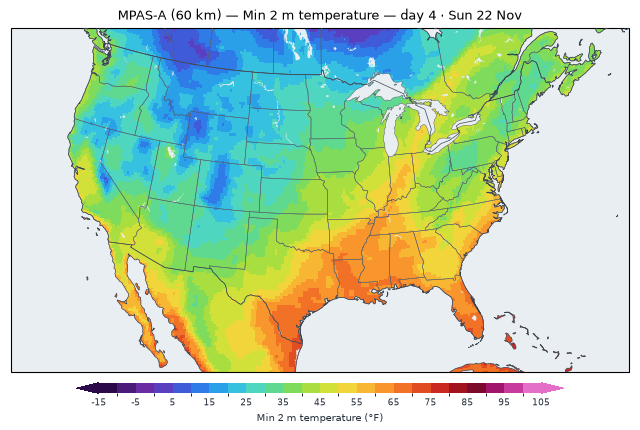 MPAS-A (60 km) — Min 2 m temperature — day 4 · Sun 22 Nov
-15 -5 5 15 25 35 45 55 65 75 85 95 105
Min 2 m temperature (°F)